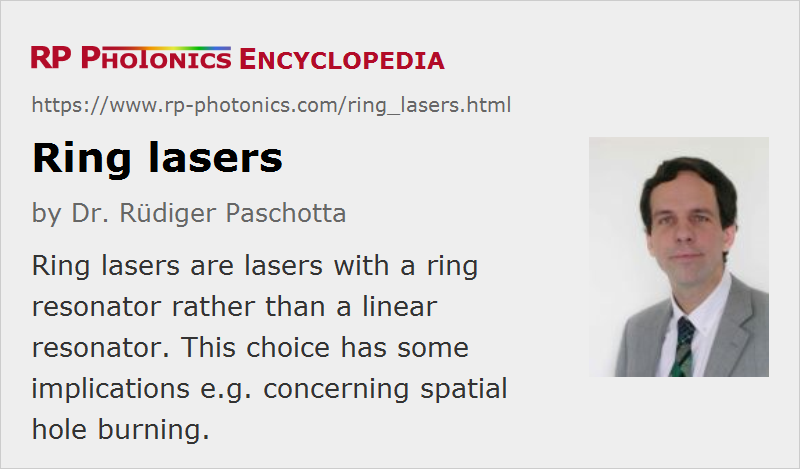 RP PHOTONICS ENCYCLOPEDIA
https://www.rp-photonics.com/ring_lasers.html
Ring lasers
by Dr. Rüdiger Paschotta
Ring lasers are lasers with a ring
resonator rather than a linear
resonator. This choice has some
implications e.g. concerning spatial
hole burning.